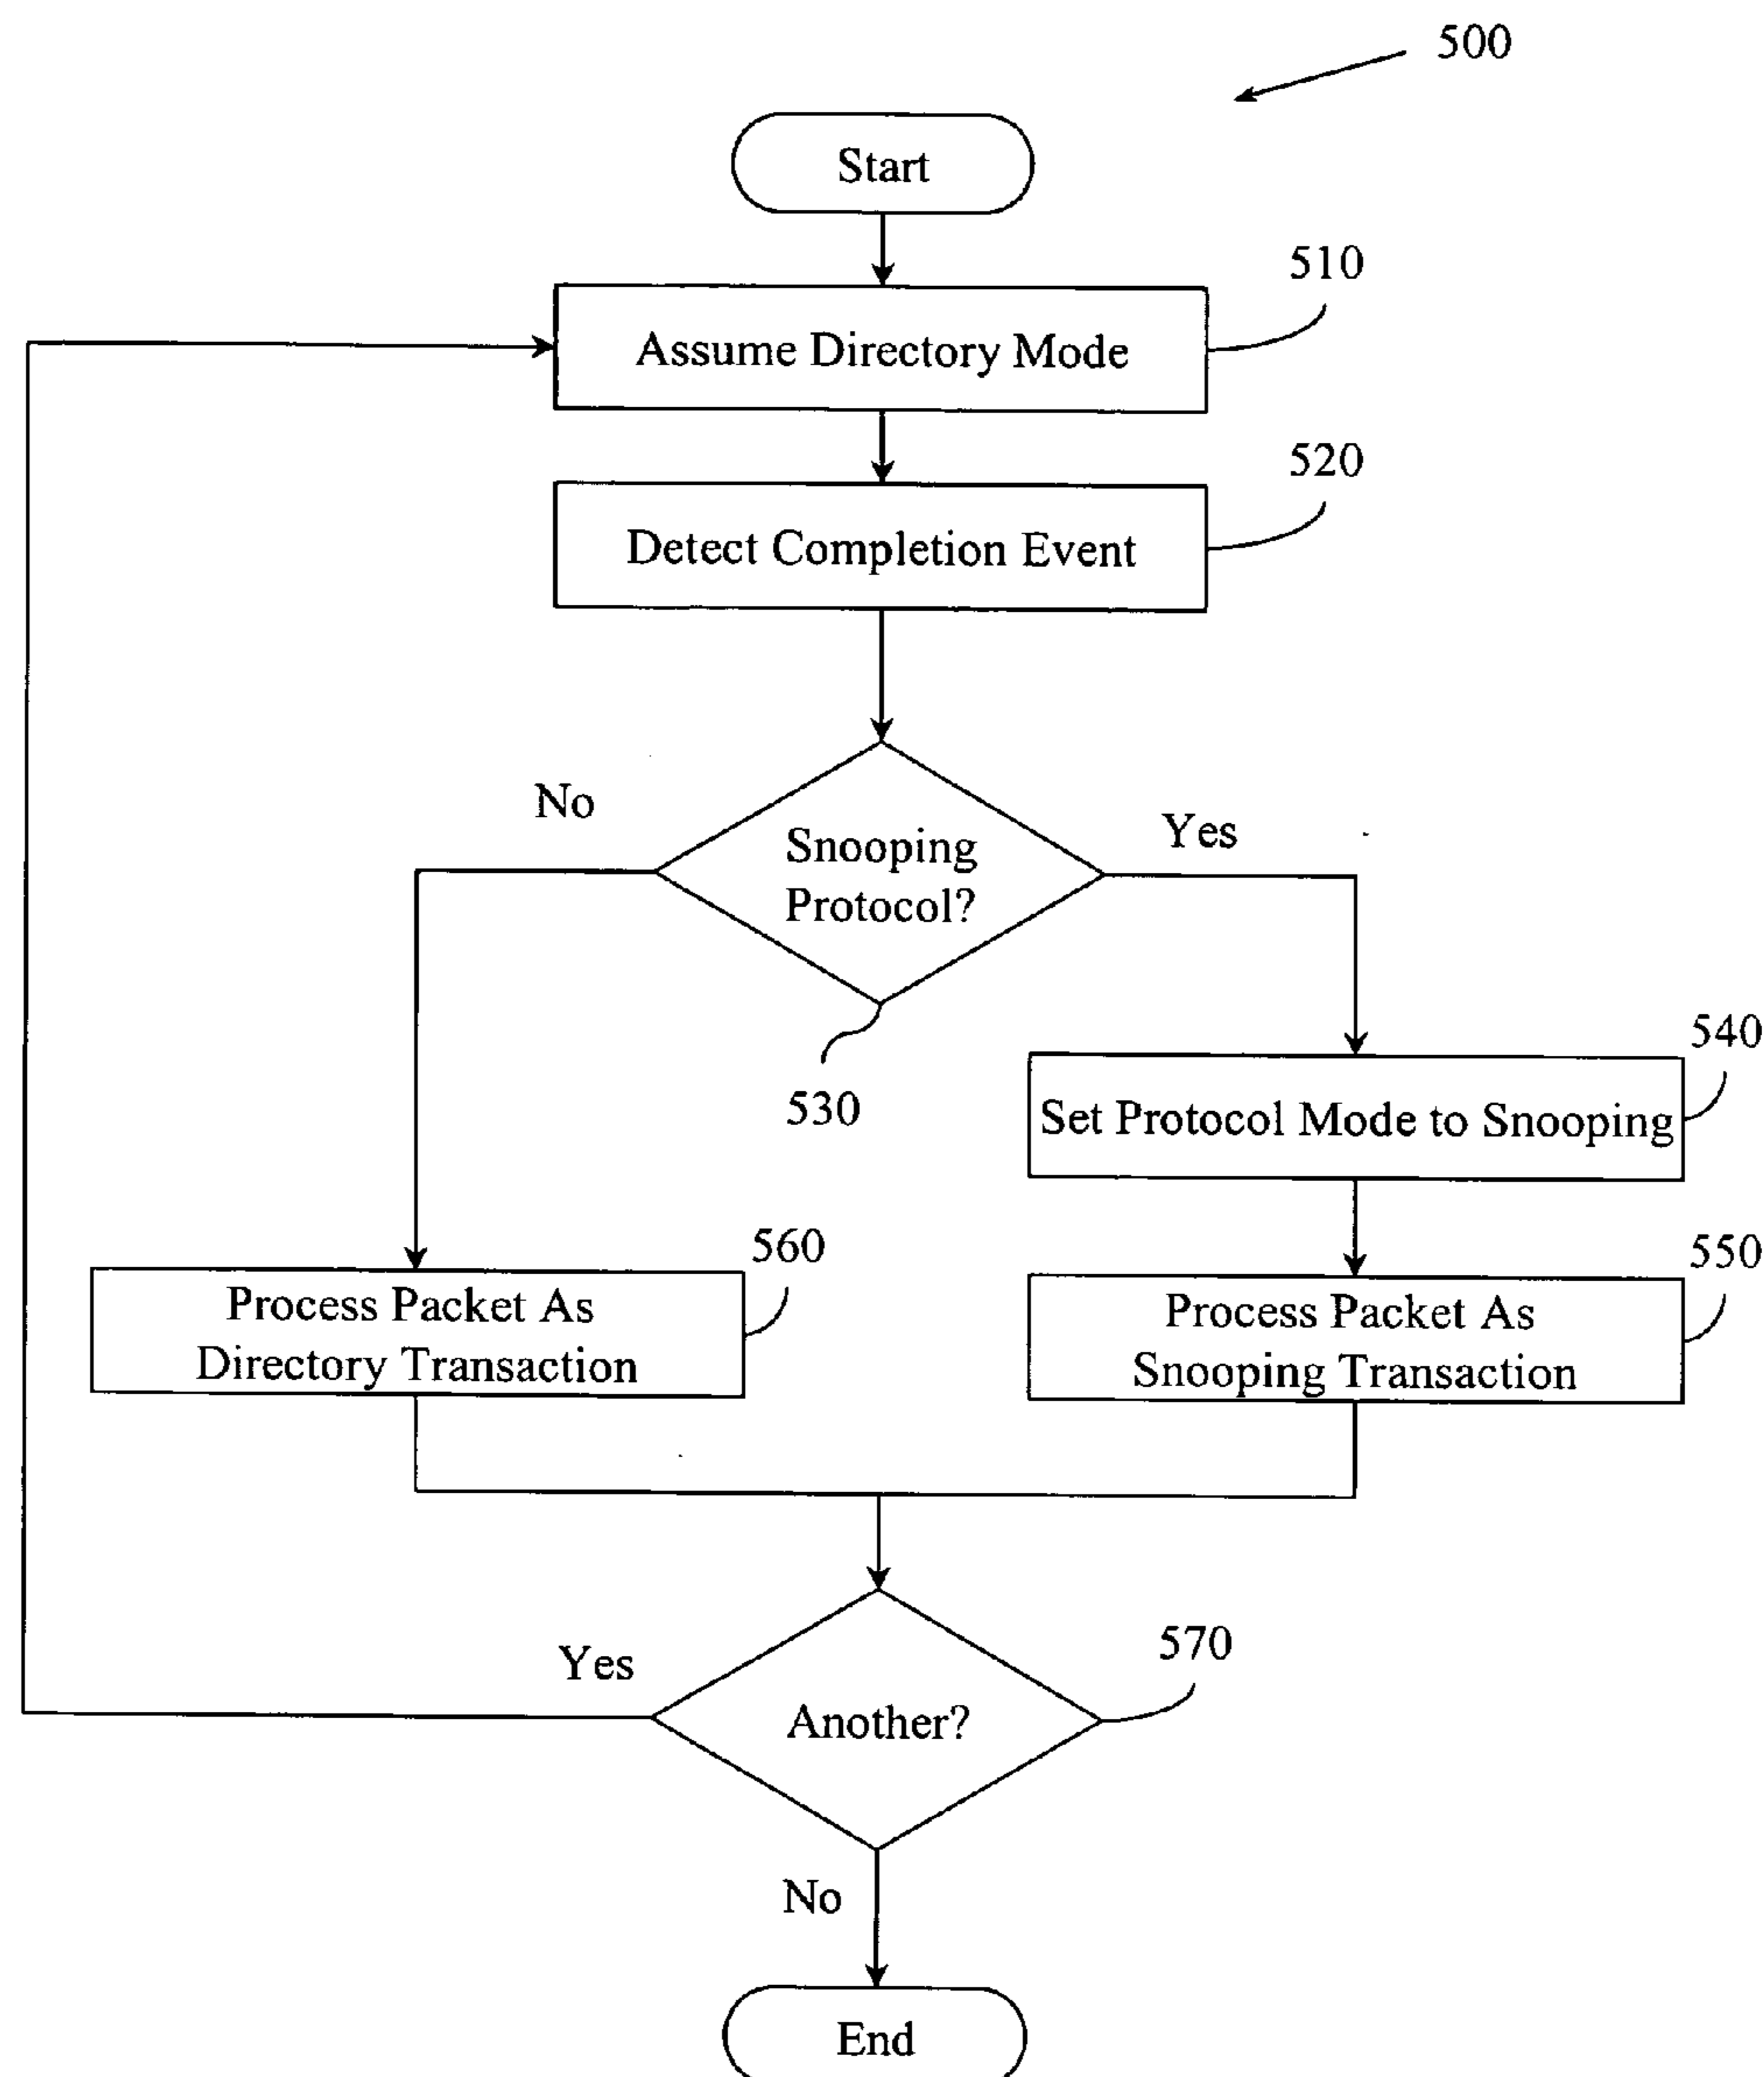 500
Start
510
Assume Directory Mode
520
Detect Completion Event
No
Yes
Snooping
Protocol?
530
540
Set Protocol Mode to Snooping
560
550
Process Packet As
Directory Transaction
Process Packet As
Snooping Transaction
570
Yes
Another?
No
End